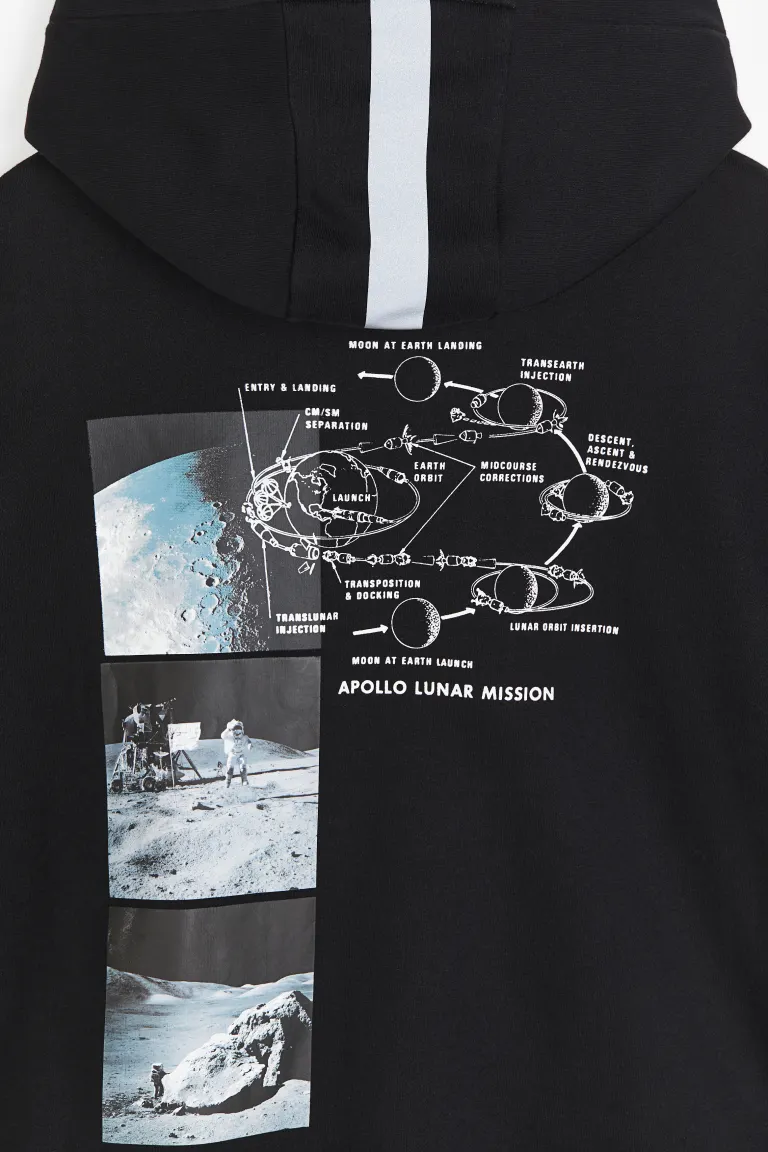 MOON AT EARTH LANDING
TRANSEARTH
INJECTION
ENTRY & LANDING
CM/SM
SEPARATION
DESCENT,
ASCENT &
RENDEZVOUS
EARTH
ORBIT
MIDCOURSE
CORRECTIONS
LAUNCH
TRANSPOSITION
& DOCKING
TRANSLUNAR
INJECTION
LUNAR ORBIT INSERTION
MOON AT EARTH LAUNCH
APOLLO LUNAR MISSION